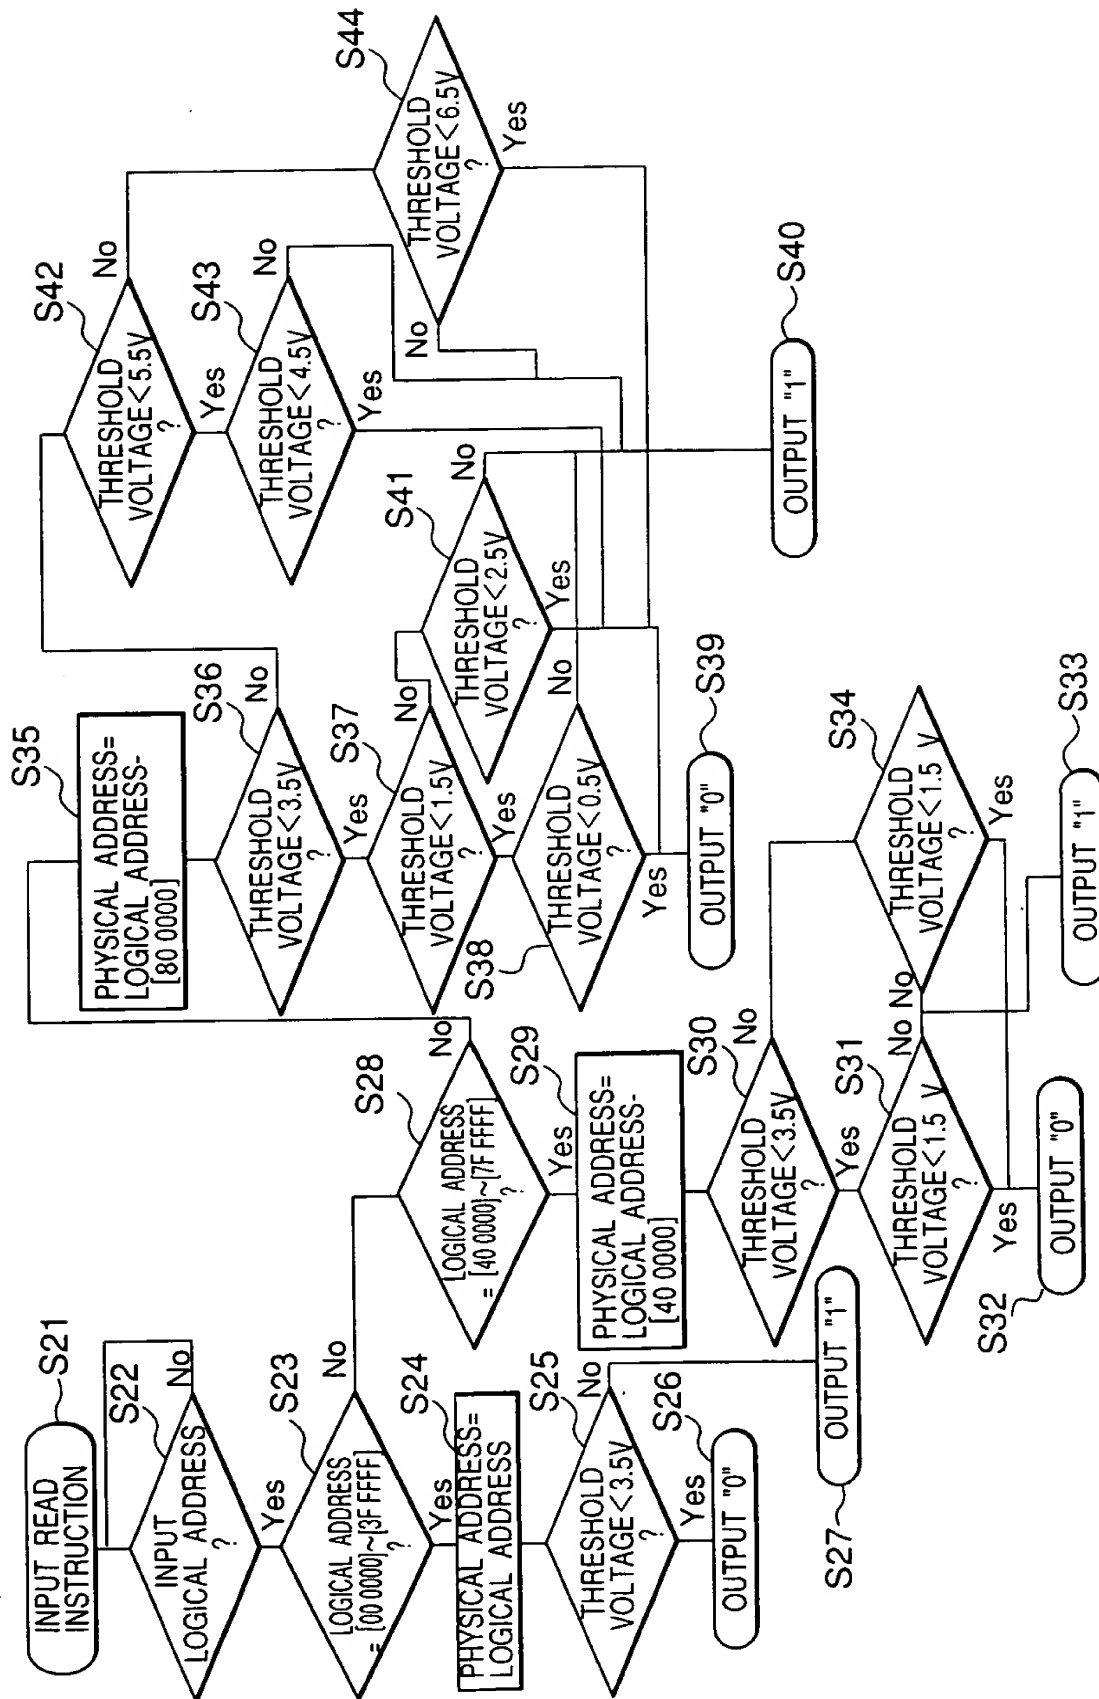 INPUT READ
INSTRUCTION
S21
INPUT
LOGICAL ADDRESS
?
S22
No
Yes
LOGICAL ADDRESS
= [00 0000]~[3F FFFF]
?
S23
No
Yes
PHYSICAL ADDRESS=
LOGICAL ADDRESS
S24
THRESHOLD
VOLTAGE<3.5V
?
S25
No
Yes
OUTPUT "0"
S26
OUTPUT "1"
S27
LOGICAL ADDRESS
= [40 0000]~[7F FFFF]
?
S28
No
Yes
PHYSICAL ADDRESS=
LOGICAL ADDRESS-
[40 0000]
S29
THRESHOLD
VOLTAGE<3.5V
?
S30
No
Yes
THRESHOLD
VOLTAGE<1.5 V
?
S31
No
Yes
OUTPUT "0"
S32
OUTPUT "1"
S33
THRESHOLD
VOLTAGE<1.5 V
?
S34
No
Yes
PHYSICAL ADDRESS=
LOGICAL ADDRESS-
[80 0000]
S35
THRESHOLD
VOLTAGE<3.5V
?
S36
No
Yes
THRESHOLD
VOLTAGE<1.5V
?
S37
No
Yes
THRESHOLD
VOLTAGE<0.5V
?
S38
No
Yes
OUTPUT "0"
S39
OUTPUT "1"
S40
THRESHOLD
VOLTAGE<2.5V
?
S41
No
Yes
THRESHOLD
VOLTAGE<5.5V
?
S42
No
Yes
THRESHOLD
VOLTAGE<4.5V
?
S43
No
Yes
THRESHOLD
VOLTAGE<6.5V
?
S44
No
Yes